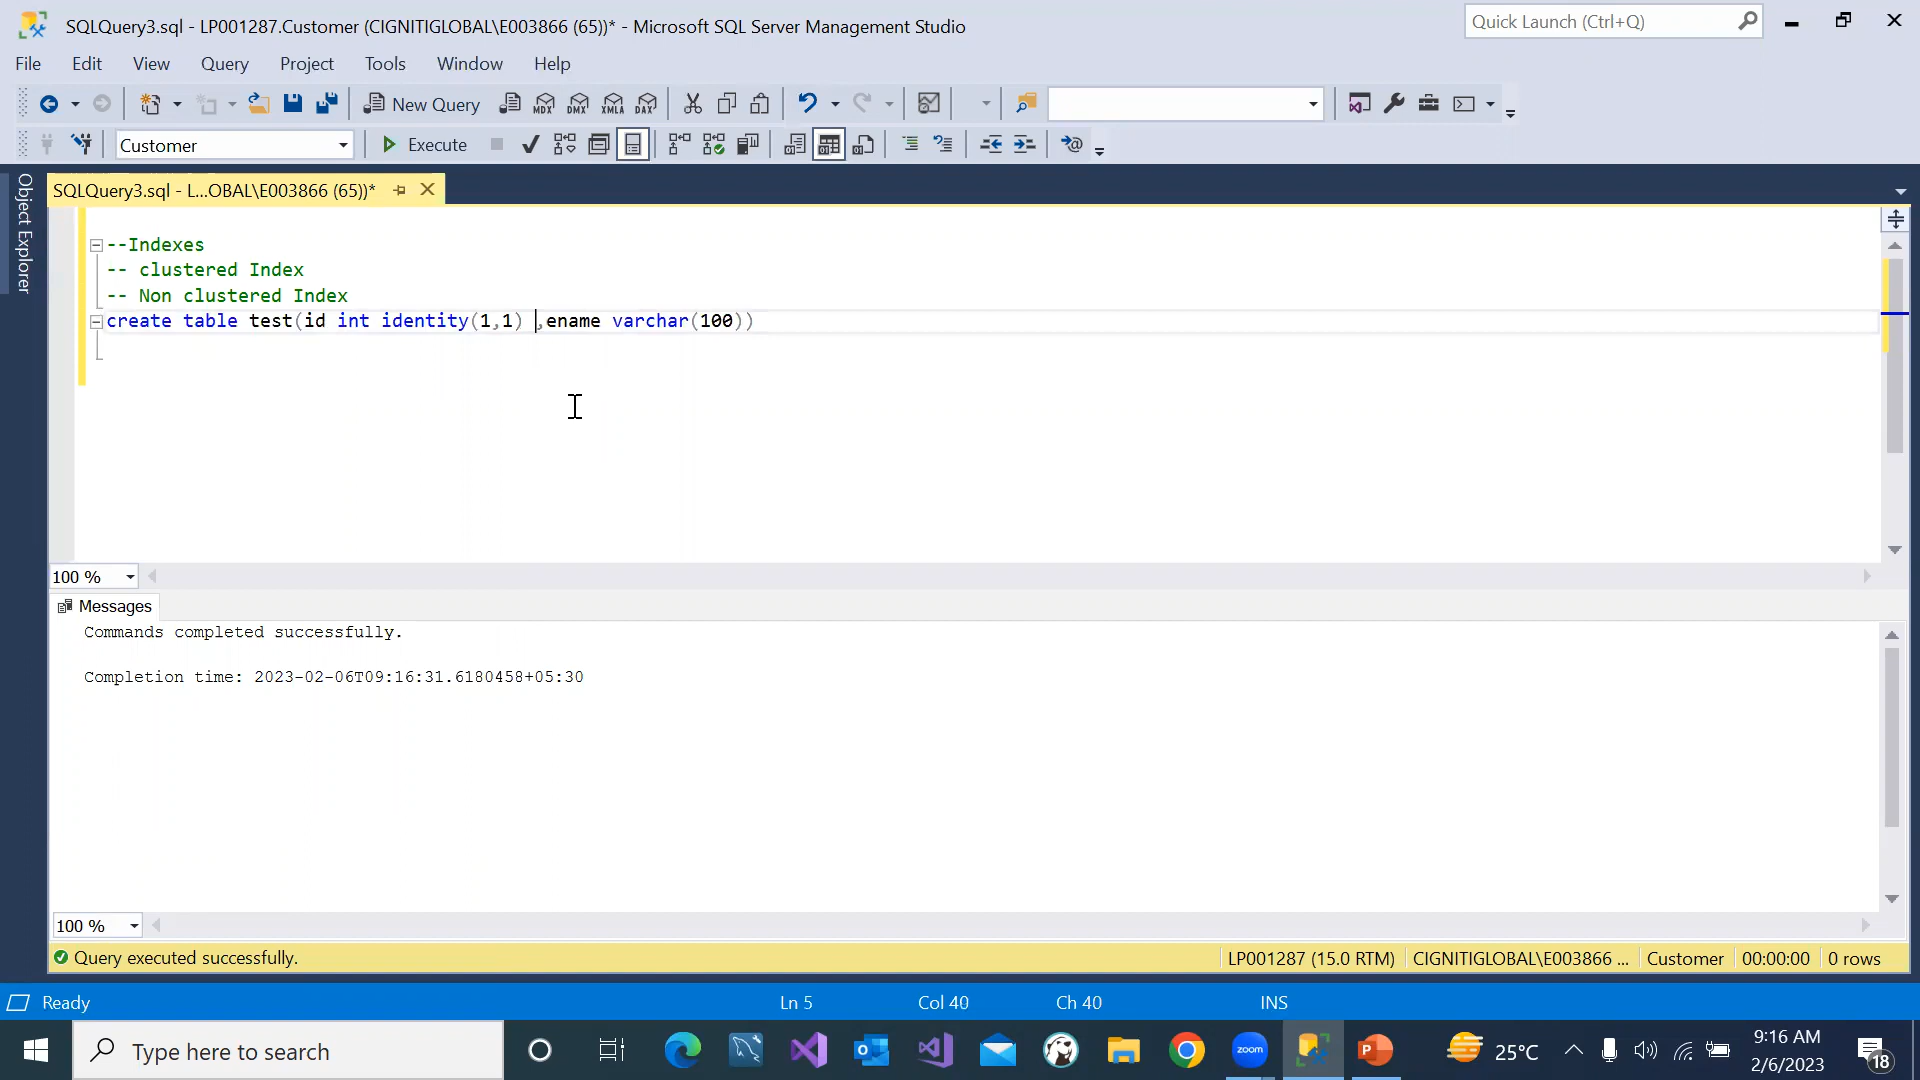 SQLQuery3.sql - LP001287.Customer (CIGNITIGLOBAL\E003866 (65))* - Microsoft SQL Server Management Studio
Quick Launch (Ctrl+Q)
File Edit View Query Project Tools Window Help
New Query MDX DMX XMLA DAX
Customer Execute
Object Explorer
SQLQuery3.sql - L...OBAL\E003866 (65))*
--Indexes
-- clustered Index
-- Non clustered Index
create table test(id int identity(1,1) ,ename varchar(100))
100 %
Messages
Commands completed successfully.
Completion time: 2023-02-06T09:16:31.6180458+05:30
100 %
Query executed successfully. LP001287 (15.0 RTM) CIGNITIGLOBAL\E003866 ... Customer 00:00:00 0 rows
Ready Ln 5 Col 40 Ch 40 INS
Type here to search
zoom
25°C
9:16 AM
2/6/2023
18